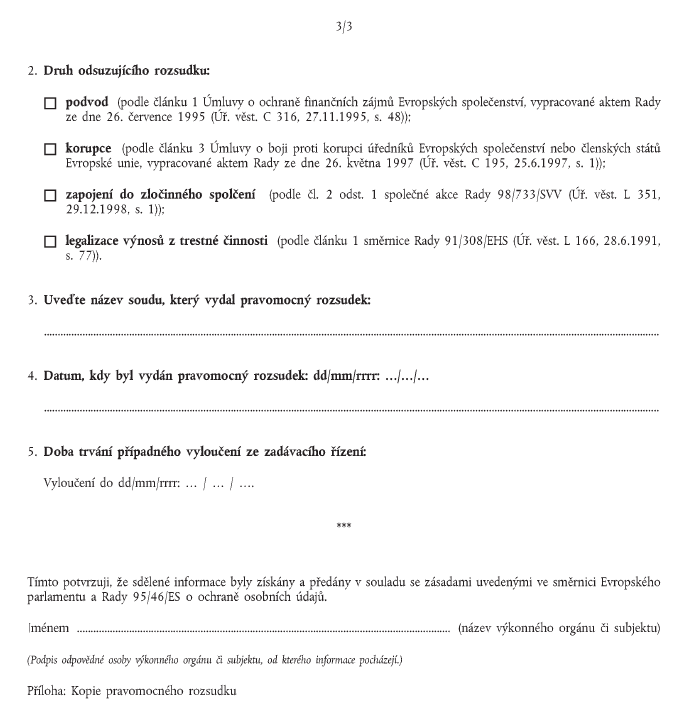 3/3
2. Druh odsuzujícího rozsudku:
podvod (podle článku 1 Úmluvy o ochraně finančních zájmů Evropských společenství, vypracované aktem Rady
ze dne 26. července 1995 (Úř. věst. C 316, 27.11.1995, s. 48));
korupce (podle článku 3 Úmluvy o boji proti korupci úředníků Evropských společenství nebo členských států
Evropské unie, vypracované aktem Rady ze dne 26. května 1997 (Úř. věst. C 195, 25.6.1997, s. 1));
zapojení do zločinného spolčení (podle čl. 2 odst. 1 společné akce Rady 98/733/SVV (Úř. věst. L 351,
29.12.1998, s. 1));
legalizace výnosů z trestné činnosti (podle článku 1 směrnice Rady 91/308/EHS (Úř. věst. L 166, 28.6.1991,
s. 77)).
3. Uveďte název soudu, který vydal pravomocný rozsudek:
4. Datum, kdy byl vydán pravomocný rozsudek: dd/mm/rrrr: .../.../...
5. Doba trvání případného vyloučení ze zadávacího řízení:
Vyloučení do dd/mm/rrrr: ... / ... / ....
***
Tímto potvrzuji, že sdělené informace byly získány a předány v souladu se zásadami uvedenými ve směrnici Evropského
parlamentu a Rady 95/46/ES o ochraně osobních údajů.
Jménem ............ (název výkonného orgánu či subjektu)
(Podpis odpovědné osoby výkonného orgánu či subjektu, od kterého informace pocházejí.)
Příloha: Kopie pravomocného rozsudku